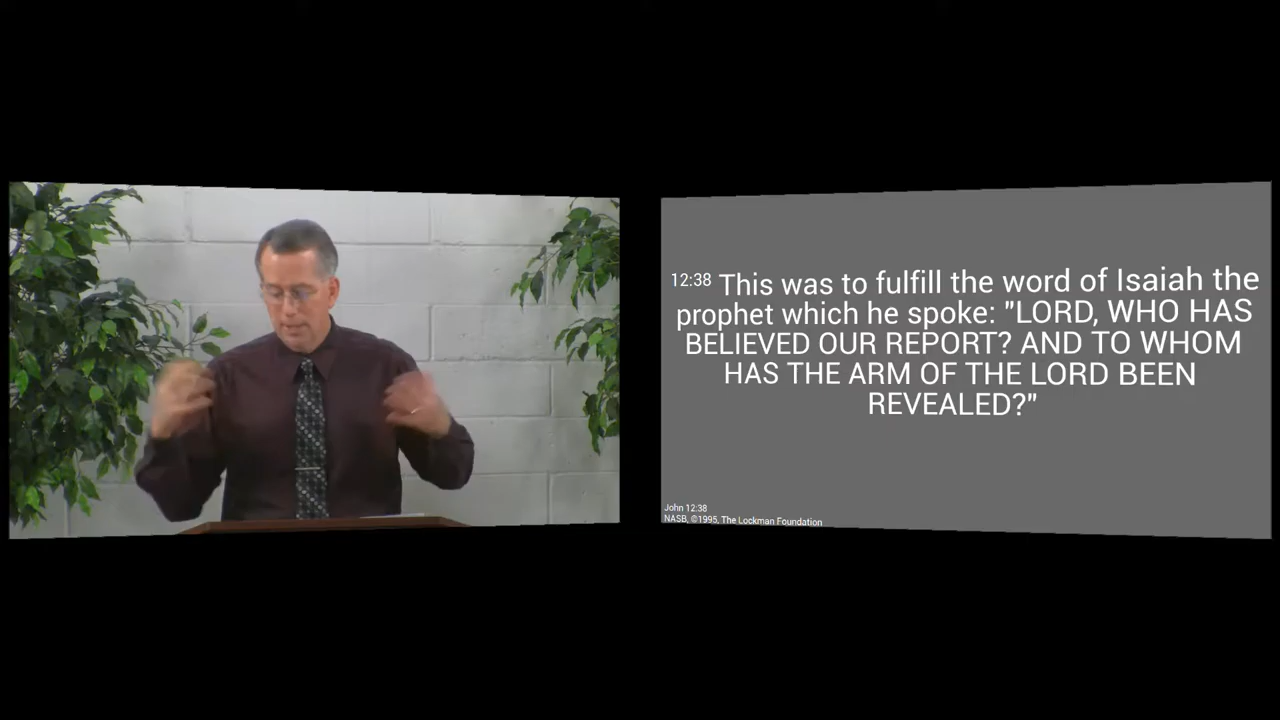 12:38 This was to fulfill the word of Isaiah the
prophet which he spoke: "LORD, WHO HAS
BELIEVED OUR REPORT? AND TO WHOM
HAS THE ARM OF THE LORD BEEN
REVEALED?"
John 12:38
NASB, ©1995, The Lockman Foundation